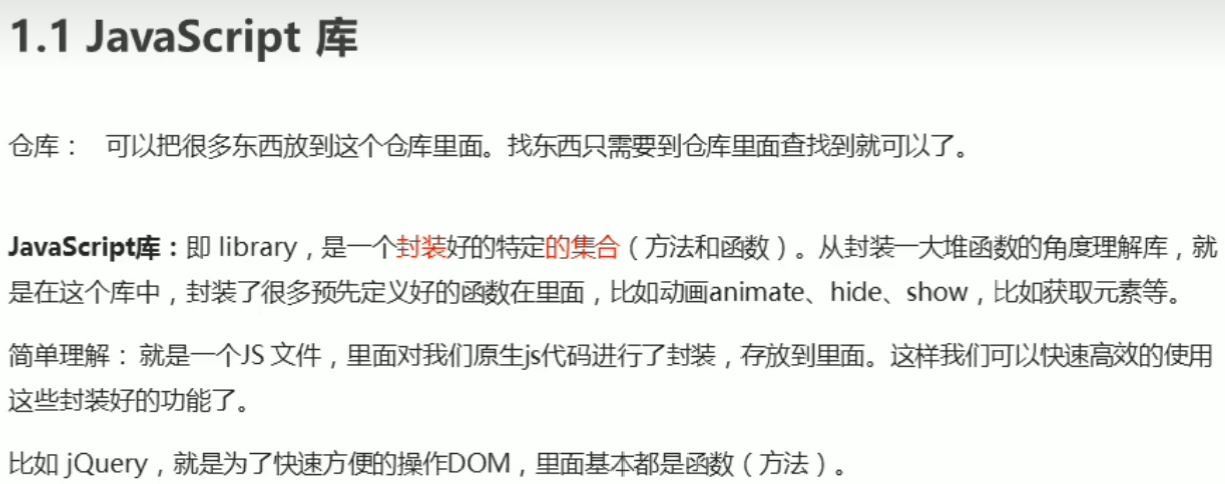 1.1 JavaScript 库
仓库： 可以把很多东西放到这个仓库里面。找东西只需要到仓库里面查找到就可以了。
JavaScript库：即 library，是一个封装好的特定的集合（方法和函数）。从封装一大堆函数的角度理解库，就
是在这个库中，封装了很多预先定义好的函数在里面，比如动画animate、hide、show，比如获取元素等。
简单理解： 就是一个JS 文件，里面对我们原生js代码进行了封装，存放到里面。这样我们可以快速高效的使用
这些封装好的功能了。
比如 jQuery，就是为了快速方便的操作DOM，里面基本都是函数（方法）。